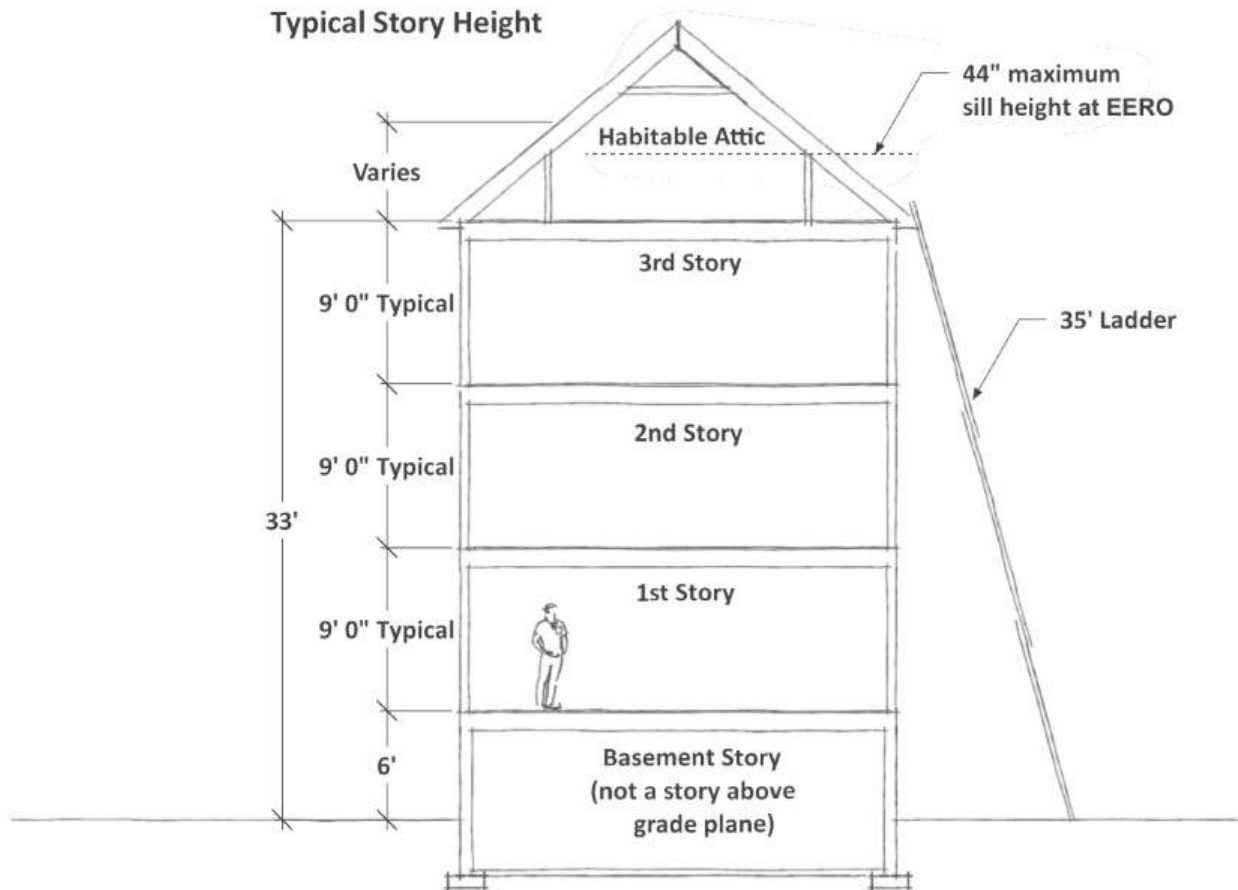 Typical Story Height
44" maximum
sill height at EERO
Habitable Attic
Varies
3rd Story
9' 0" Typical
35' Ladder
2nd Story
9' 0" Typical
33'
1st Story
9' 0" Typical
6'
Basement Story
(not a story above
grade plane)